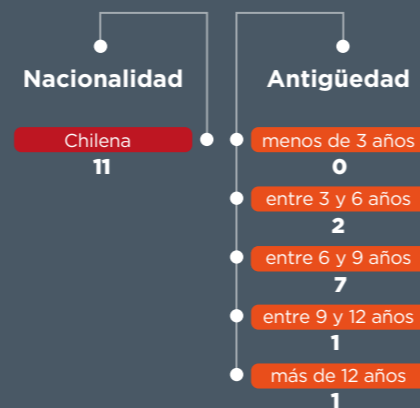 Nacionalidad
Chilena
11
Antigüedad
menos de 3 años
0
entre 3 y 6 años
2
entre 6 y 9 años
7
entre 9 y 12 años
1
más de 12 años
1